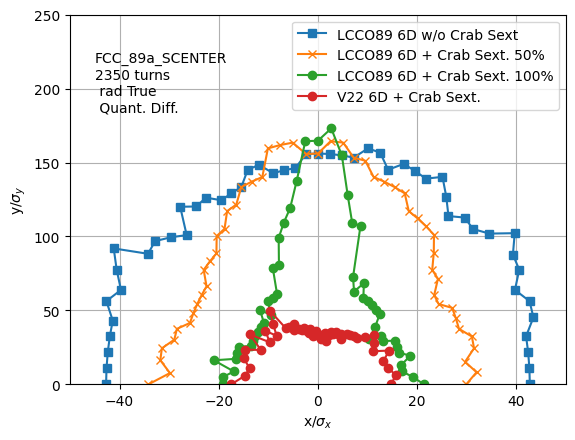 250
200
150
100
50
0
y/σy
FCC_89a_SCENTER
2350 turns
rad True
Quant. Diff.
LCCO89 6D w/o Crab Sext
LCCO89 6D + Crab Sext. 50%
LCCO89 6D + Crab Sext. 100%
V22 6D + Crab Sext.
−40 −20 0 20 40
x/σx